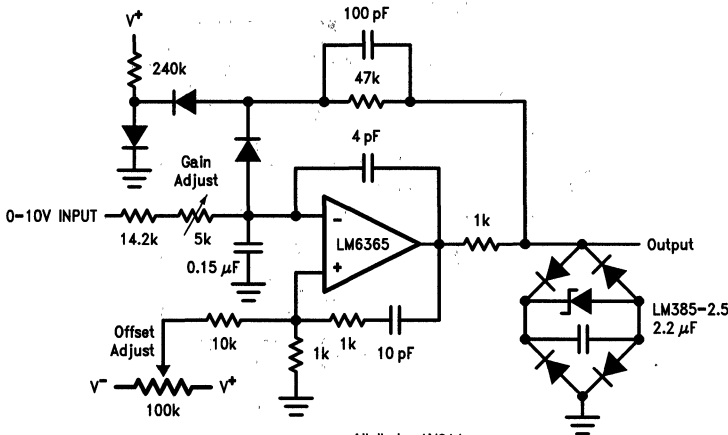 V⁺
100 pF
240k
47k
4 pF
Gain
Adjust
0-10V INPUT
14.2k
5k
-
LM6365
+
0.15 μF
1k
Output
LM385-2.5
2.2 μF
Offset
Adjust
10k
1k
1k
10 pF
V⁻
V⁺
100k